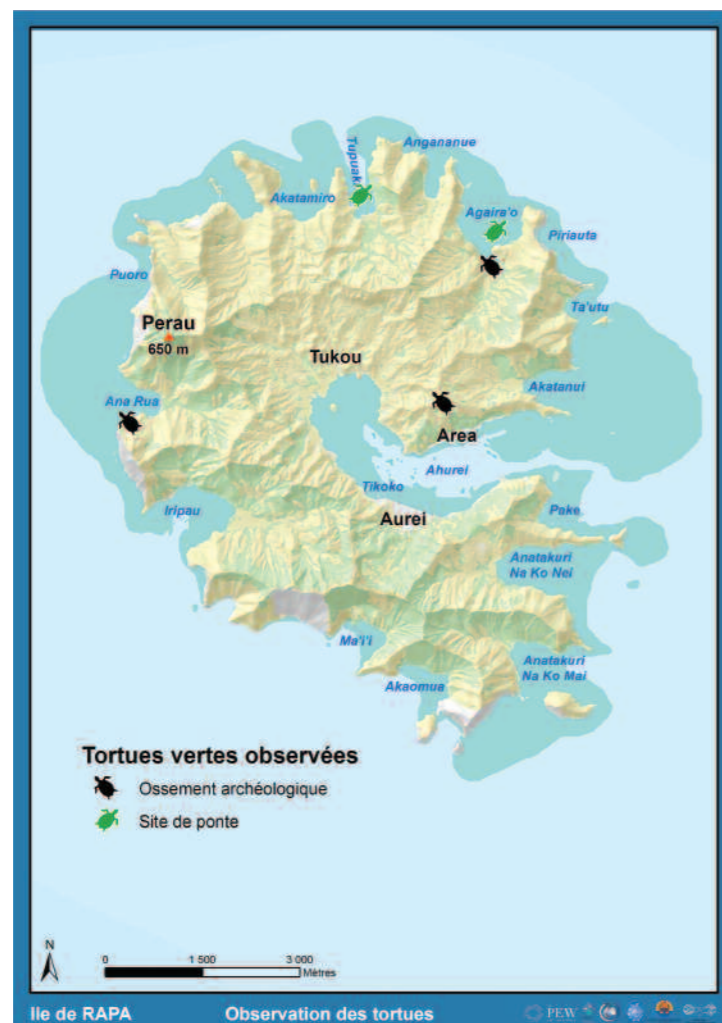 Tupuaki
Angananue
Akatamiro
Agaira'o
Piriauta
Puoro
Ta'utu
Perau
650 m
Tukou
Akatanui
Ana Rua
Area
Ahurei
Tikoko
Iripau
Aurei
Pake
Anatakuri
Na Ko Nei
Ma'i'i
Anatakuri
Na Ko Mai
Akaomua
Tortues vertes observées
Ossement archéologique
Site de ponte
N
0 1 500 3 000
Mètres
Ile de RAPA Observation des tortues PEW